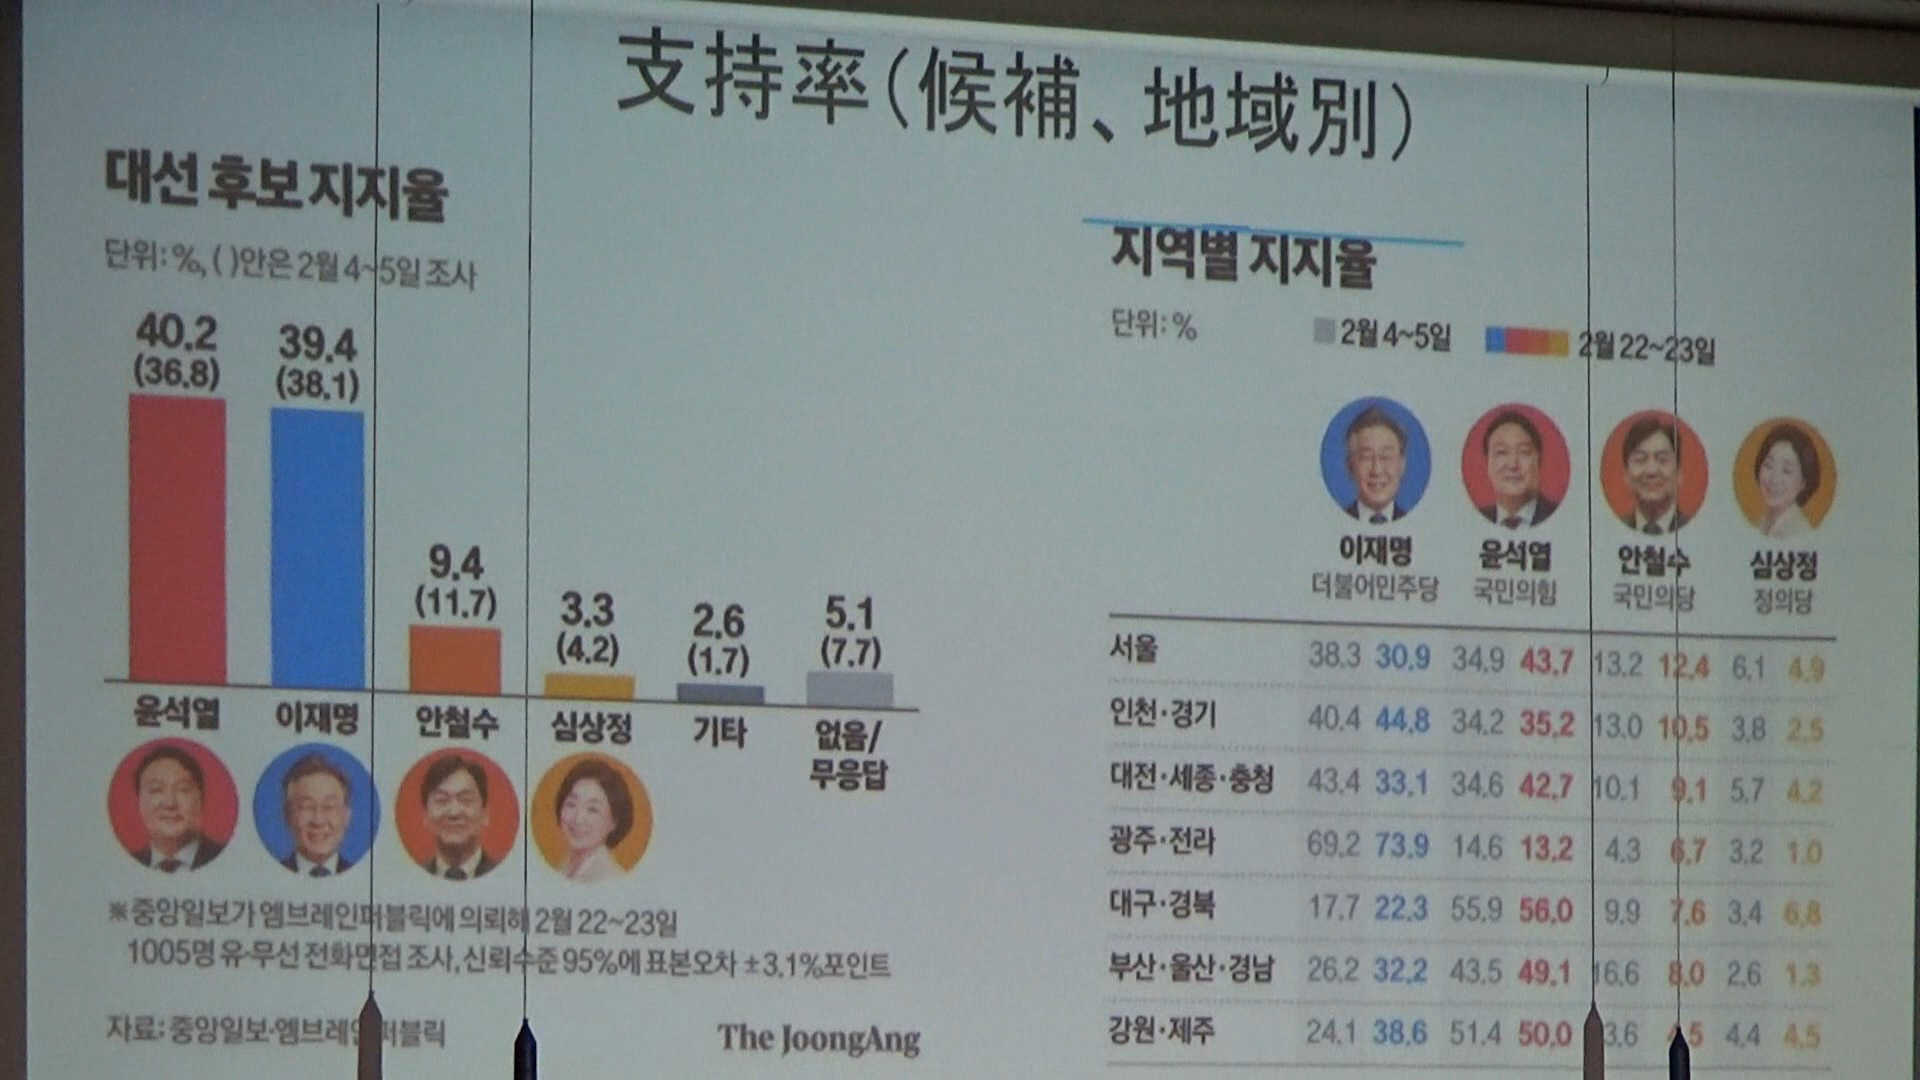 支持率(候補、地域別)
대선 후보 지지율
단위: %, ( )안은 2월 4~5일 조사
40.2
(36.8)
39.4
(38.1)
9.4
(11.7)
3.3
(4.2)
2.6
(1.7)
5.1
(7.7)
윤석열
이재명
안철수
심상정
기타
없음/
무응답
※중앙일보가 엠브레인퍼블릭에 의뢰해 2월 22~23일
1005명 유·무선 전화면접 조사, 신뢰수준 95%에 표본오차 ±3.1%포인트
자료: 중앙일보·엠브레인퍼블릭
The JoongAng
지역별 지지율
단위: %
2월 4~5일
2월 22~23일
이재명 윤석열 안철수 심상정
더불어민주당 국민의힘 국민의당 정의당
서울 38.3 30.9 34.9 43.7 13.2 12.4 6.1 4.9
인천·경기 40.4 44.8 34.2 35.2 13.0 10.5 3.8 2.5
대전·세종·충청 43.4 33.1 34.6 42.7 10.1 9.1 5.7 4.2
광주·전라 69.2 73.9 14.6 13.2 4.3 6.7 3.2 1.0
대구·경북 17.7 22.3 55.9 56.0 9.9 7.6 3.4 6.8
부산·울산·경남 26.2 32.2 43.5 49.1 16.6 8.0 2.6 1.3
강원·제주 24.1 38.6 51.4 50.0 4.4 4.5